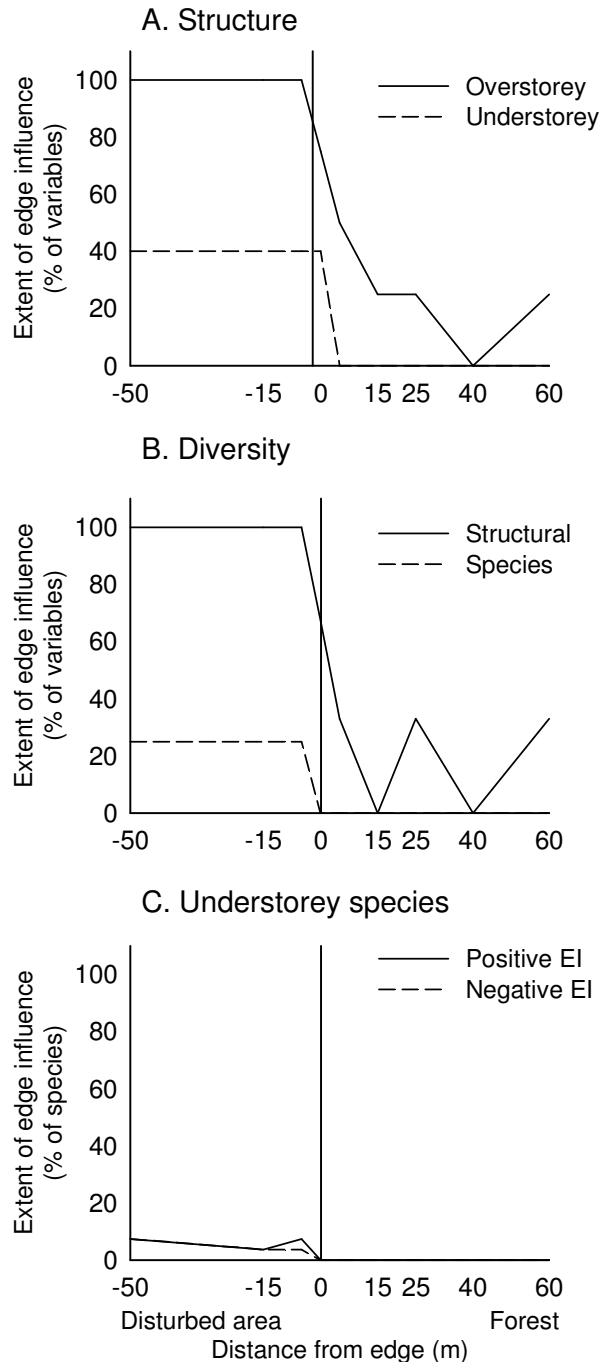 A. Structure
Extent of edge influence
(% of variables)
100
80
60
40
20
0
Overstorey
Understorey
-50 -15 0 15 25 40 60
B. Diversity
Extent of edge influence
(% of variables)
100
80
60
40
20
0
Structural
Species
-50 -15 0 15 25 40 60
C. Understorey species
Extent of edge influence
(% of species)
100
80
60
40
20
0
Positive EI
Negative EI
-50 -15 0 15 25 40 60
Disturbed area Forest
Distance from edge (m)